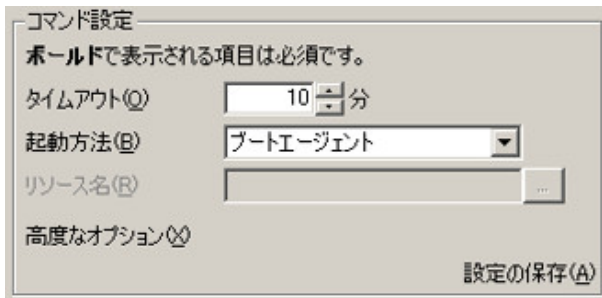 コマンド設定
ボールドで表示される項目は必須です。
タイムアウト(O) 10 分
起動方法(B) ブートエージェント
リソース名(R) ...
高度なオプション(X)
設定の保存(A)